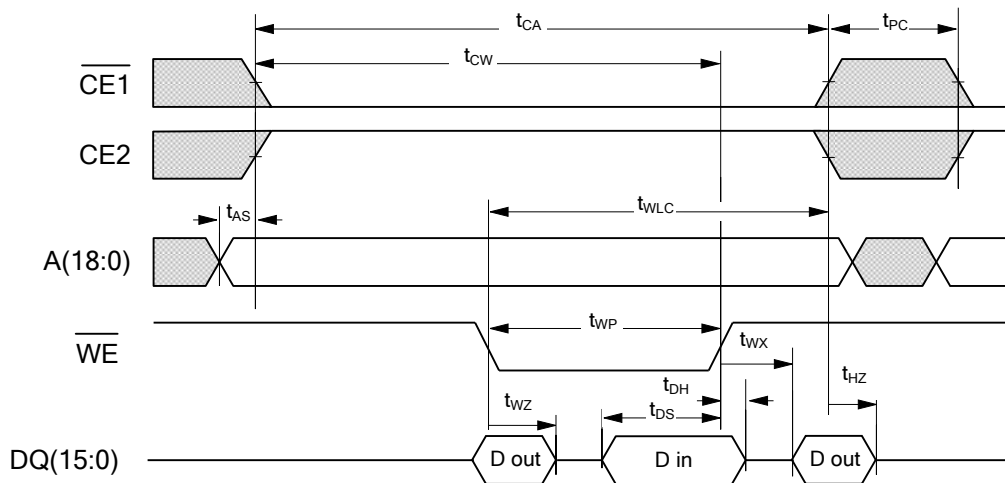 tCA
tPC
tCW
CE1
CE2
tAS
tWLC
A(18:0)
tWP
WE
tWX
tDH
tHZ
tWZ
tDS
DQ(15:0)
D out
D in
D out